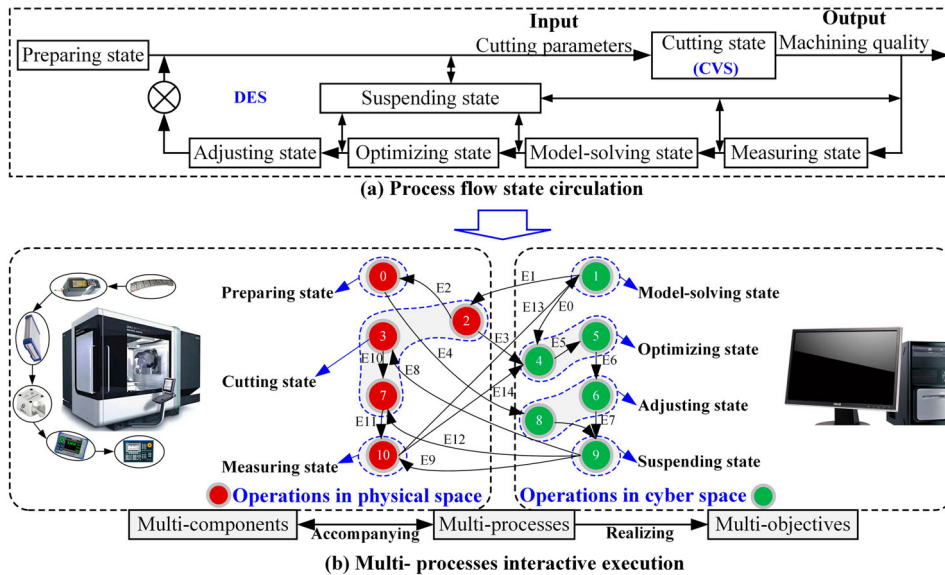 Input
Output
Preparing state
Cutting parameters
Cutting state
(CVS)
Machining quality
DES
Suspending state
Adjusting state
Optimizing state
Model-solving state
Measuring state
(a) Process flow state circulation
Preparing state
0
E2
E1
1
Model-solving state
E13
E0
2
3
E10
E4
E3
4
E5
5
Optimizing state
Cutting state
E8
E6
7
E14
6
Adjusting state
E11
8
E7
E12
Measuring state
10
E9
9
Suspending state
Operations in physical space
Operations in cyber space
Multi-components
Accompanying
Multi-processes
Realizing
Multi-objectives
(b) Multi- processes interactive execution